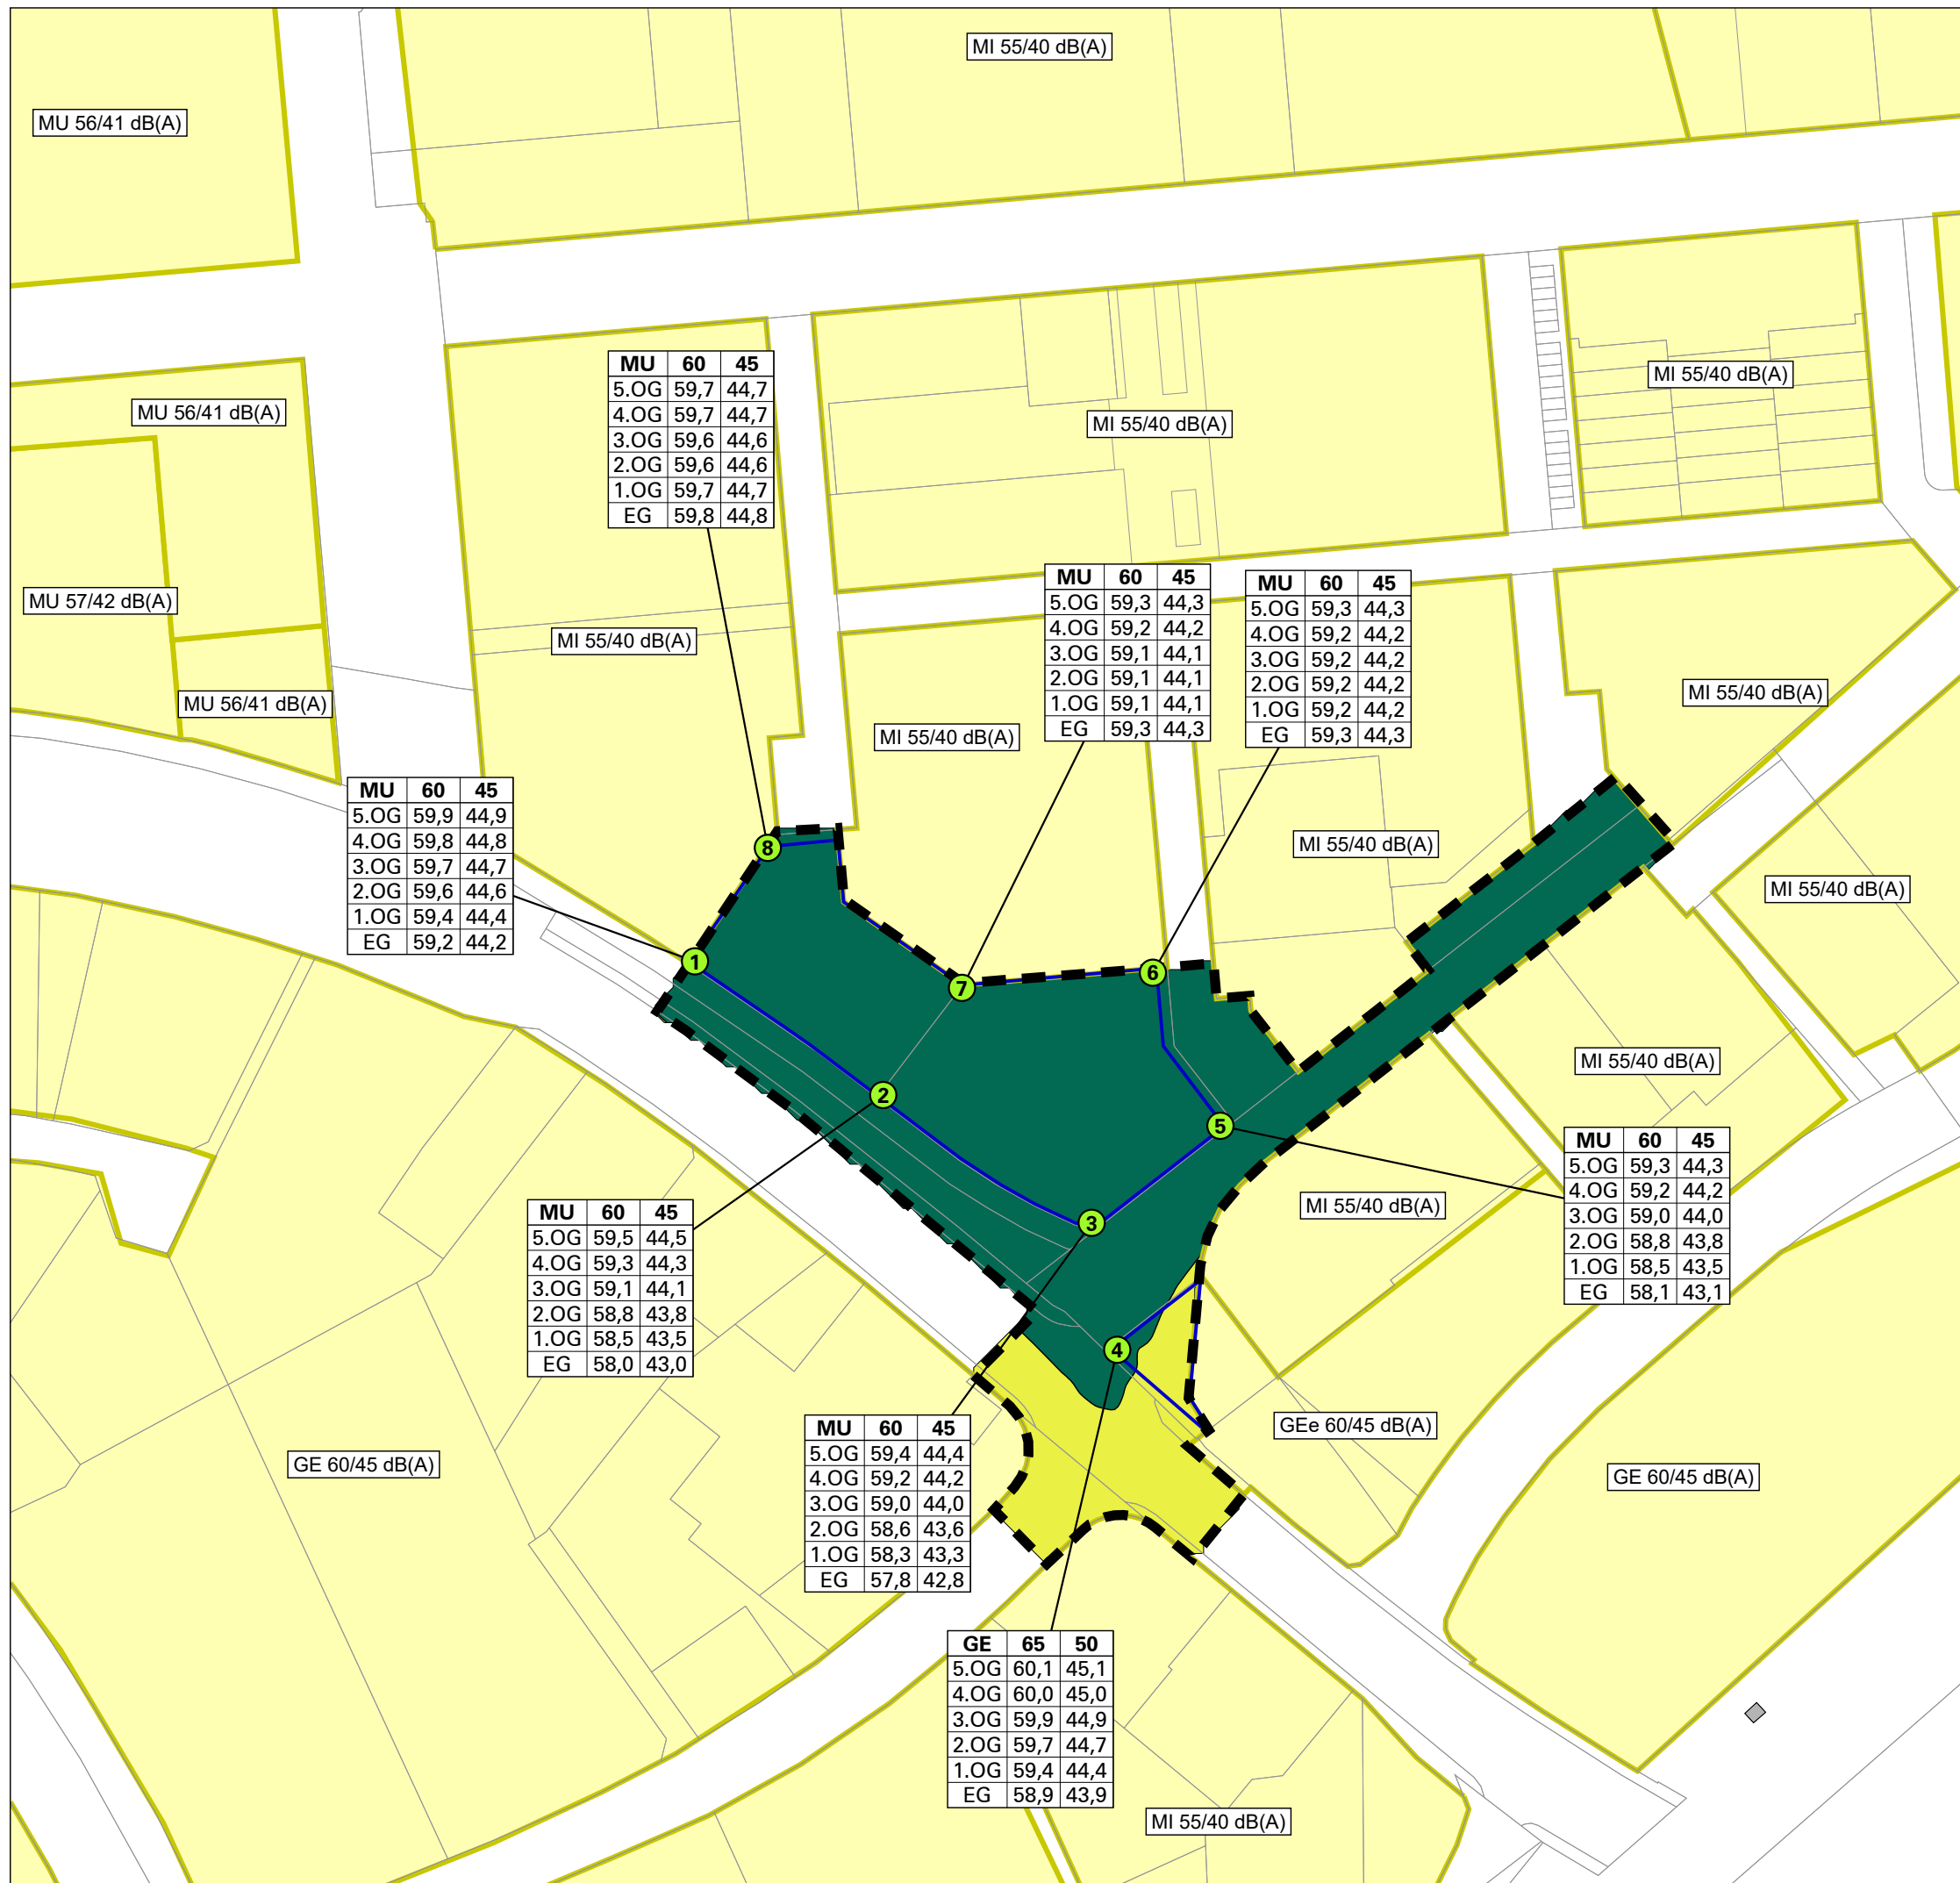 MI 55/40 dB(A)
MU 56/41 dB(A)
MU 60 45
5.OG 59,7 44,7
4.OG 59,7 44,7
3.OG 59,6 44,6
2.OG 59,6 44,6
1.OG 59,7 44,7
EG 59,8 44,8
MI 55/40 dB(A)
MU 56/41 dB(A)
MI 55/40 dB(A)
MU 60 45
5.OG 59,3 44,3
4.OG 59,2 44,2
3.OG 59,1 44,1
2.OG 59,1 44,1
1.OG 59,1 44,1
EG 59,3 44,3
MU 60 45
5.OG 59,3 44,3
4.OG 59,2 44,2
3.OG 59,2 44,2
2.OG 59,2 44,2
1.OG 59,2 44,2
EG 59,3 44,3
MU 57/42 dB(A)
MI 55/40 dB(A)
MI 55/40 dB(A)
MU 56/41 dB(A)
MI 55/40 dB(A)
MU 60 45
5.OG 59,9 44,9
4.OG 59,8 44,8
3.OG 59,7 44,7
2.OG 59,6 44,6
1.OG 59,4 44,4
EG 59,2 44,2
MI 55/40 dB(A)
8
MI 55/40 dB(A)
1
6
7
MI 55/40 dB(A)
2
5
MU 60 45
5.OG 59,3 44,3
4.OG 59,2 44,2
3.OG 59,0 44,0
2.OG 58,8 43,8
1.OG 58,5 43,5
EG 58,1 43,1
MI 55/40 dB(A)
3
MU 60 45
5.OG 59,5 44,5
4.OG 59,3 44,3
3.OG 59,1 44,1
2.OG 58,8 43,8
1.OG 58,5 43,5
EG 58,0 43,0
4
MU 60 45
5.OG 59,4 44,4
4.OG 59,2 44,2
3.OG 59,0 44,0
2.OG 58,6 43,6
1.OG 58,3 43,3
EG 57,8 42,8
GEe 60/45 dB(A)
GE 60/45 dB(A)
GE 60/45 dB(A)
GE 65 50
5.OG 60,1 45,1
4.OG 60,0 45,0
3.OG 59,9 44,9
2.OG 59,7 44,7
1.OG 59,4 44,4
EG 58,9 43,9
MI 55/40 dB(A)